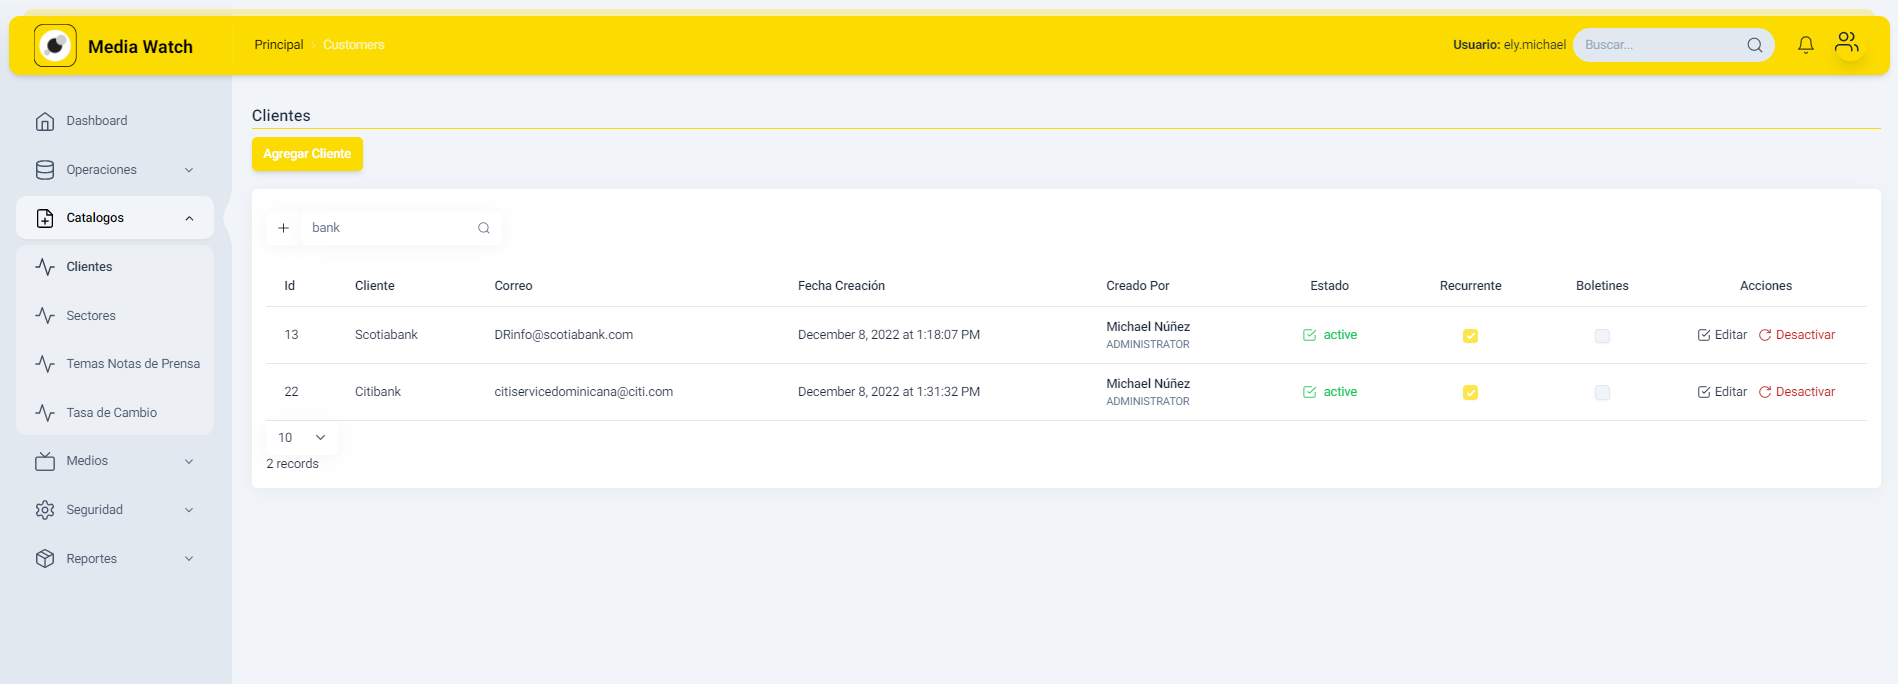 Media Watch
Principal › Customers
Usuario: ely.michael
Buscar...
Dashboard
Operaciones
Catalogos
Clientes
Sectores
Temas Notas de Prensa
Tasa de Cambio
Medios
Seguridad
Reportes
Clientes
Agregar Cliente
+ bank
Id Cliente Correo Fecha Creación Creado Por Estado Recurrente Boletines Acciones
13 Scotiabank DRinfo@scotiabank.com December 8, 2022 at 1:18:07 PM Michael Núñez active Editar Desactivar
ADMINISTRATOR
22 Citibank citiservicedominicana@citi.com December 8, 2022 at 1:31:32 PM Michael Núñez active Editar Desactivar
ADMINISTRATOR
10
2 records